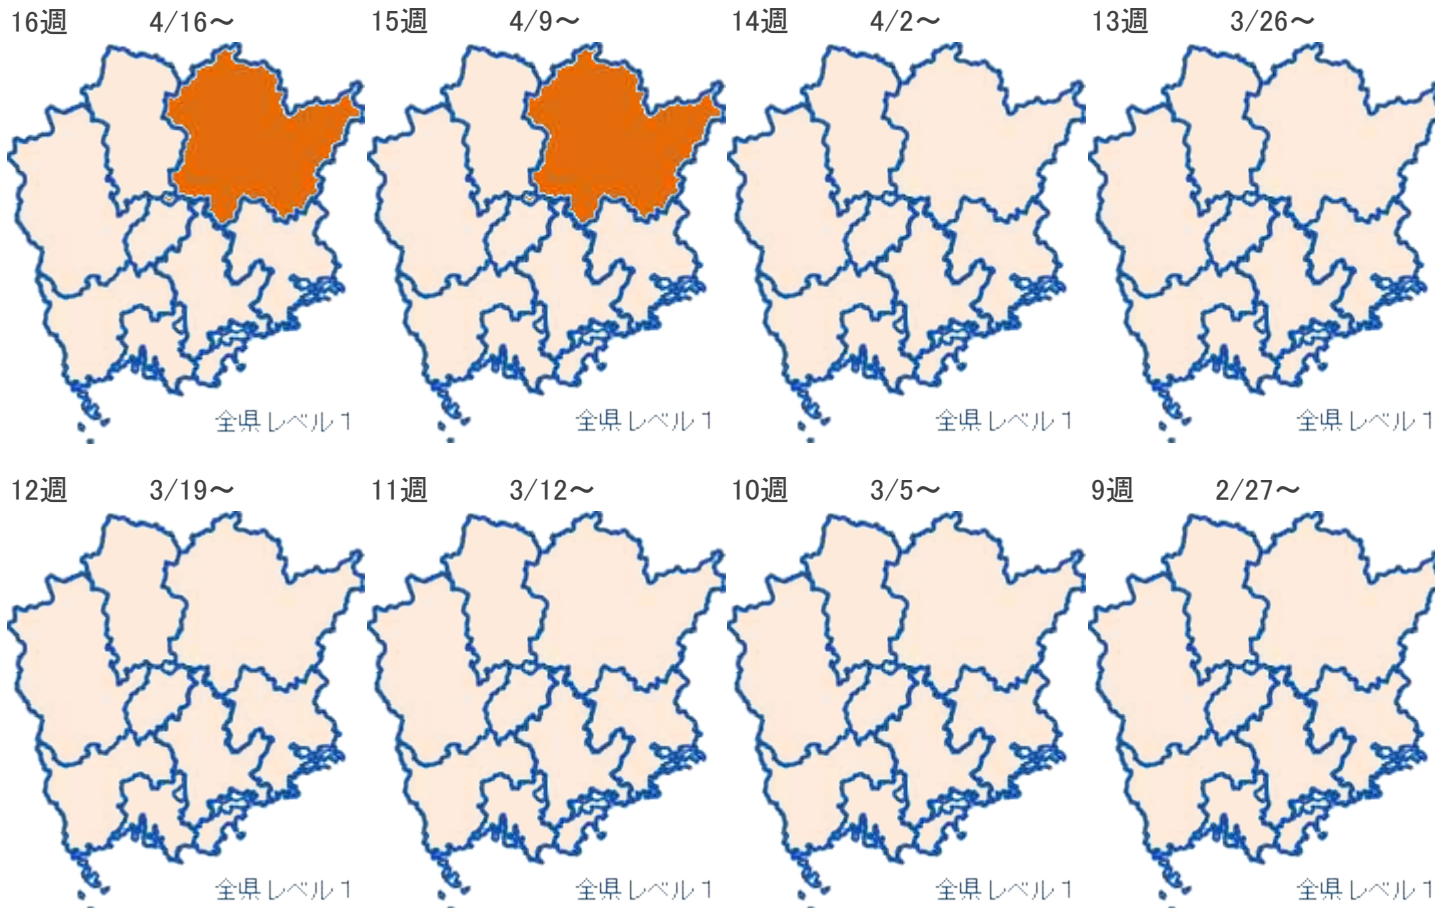 16週 4/16～
15週 4/9～
14週 4/2～
13週 3/26～
全県レベル1
全県レベル1
全県レベル1
全県レベル1
12週 3/19～
11週 3/12～
10週 3/5～
9週 2/27～
全県レベル1
全県レベル1
全県レベル1
全県レベル1